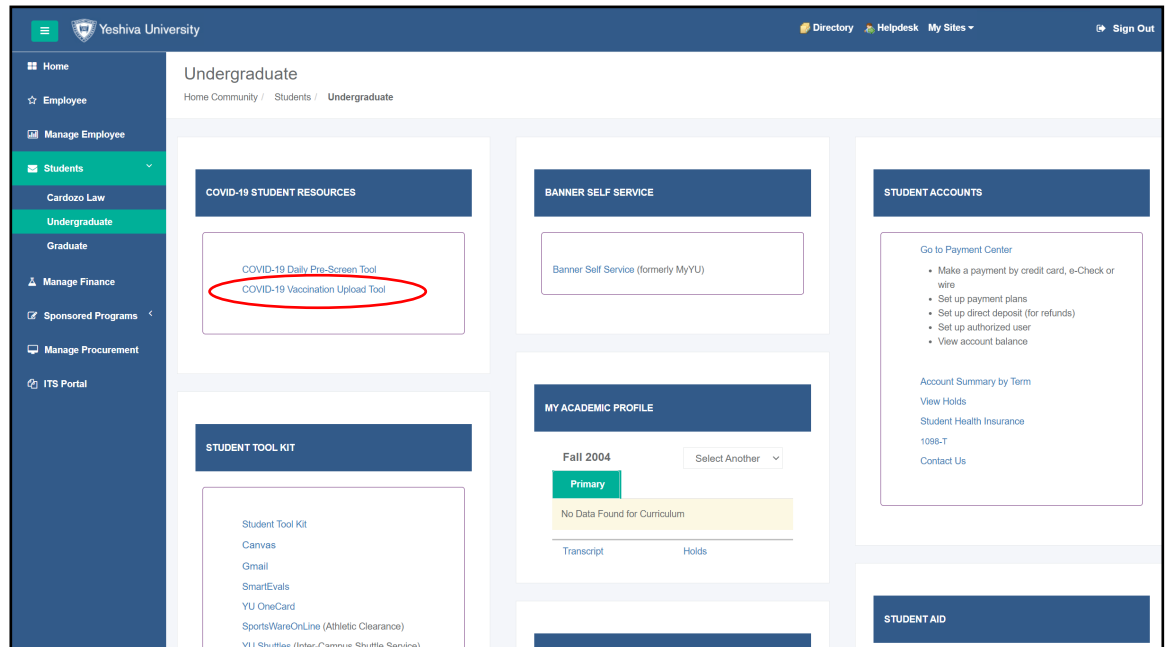 Yeshiva University
Directory
Helpdesk
My Sites
Sign Out
Home
Employee
Manage Employee
Students
Cardozo Law
Undergraduate
Graduate
Manage Finance
Sponsored Programs
Manage Procurement
ITS Portal
Undergraduate
Home Community / Students / Undergraduate
COVID-19 STUDENT RESOURCES
COVID-19 Daily Pre-Screen Tool
COVID-19 Vaccination Upload Tool
STUDENT TOOL KIT
Student Tool Kit
Canvas
Gmail
SmartEvals
YU OneCard
SportsWareOnLine (Athletic Clearance)
YU Shuttles (Inter-Campus Shuttle Service)
BANNER SELF SERVICE
Banner Self Service (formerly MyYU)
MY ACADEMIC PROFILE
Fall 2004
Select Another
Primary
No Data Found for Curriculum
Transcript
Holds
STUDENT ACCOUNTS
Go to Payment Center
• Make a payment by credit card, e-Check or
wire
• Set up payment plans
• Set up direct deposit (for refunds)
• Set up authorized user
• View account balance
Account Summary by Term
View Holds
Student Health Insurance
1098-T
Contact Us
STUDENT AID